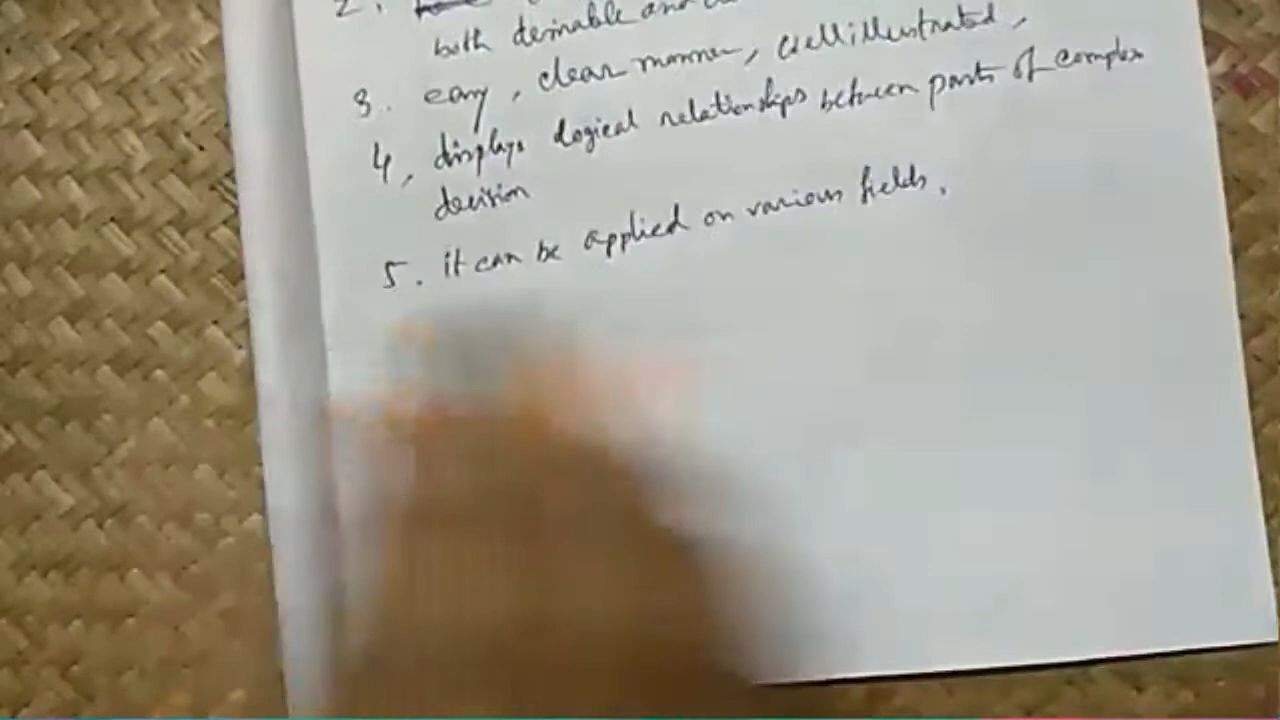 2.
both desirable and
3. easy, clear manner, well illustrated,
4, displays logical relationships between parts of complex
decision
5. it can be applied on various fields.